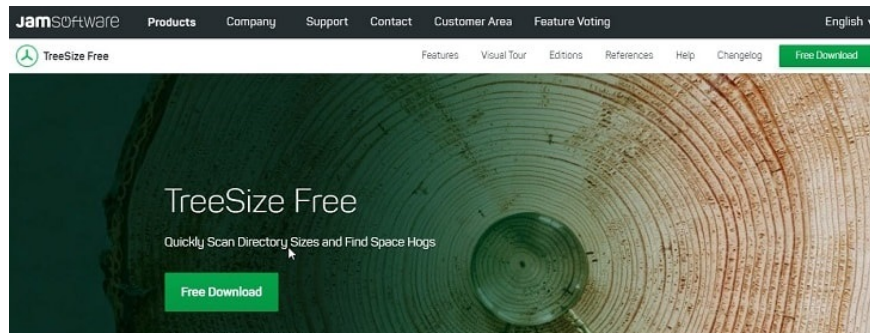 Jamsoftware Products Company Support Contact Customer Area Feature Voting English
TreeSize Free Features Visual Tour Editions References Help Changelog Free Download
TreeSize Free
Quickly Scan Directory Sizes and Find Space Hogs
Free Download